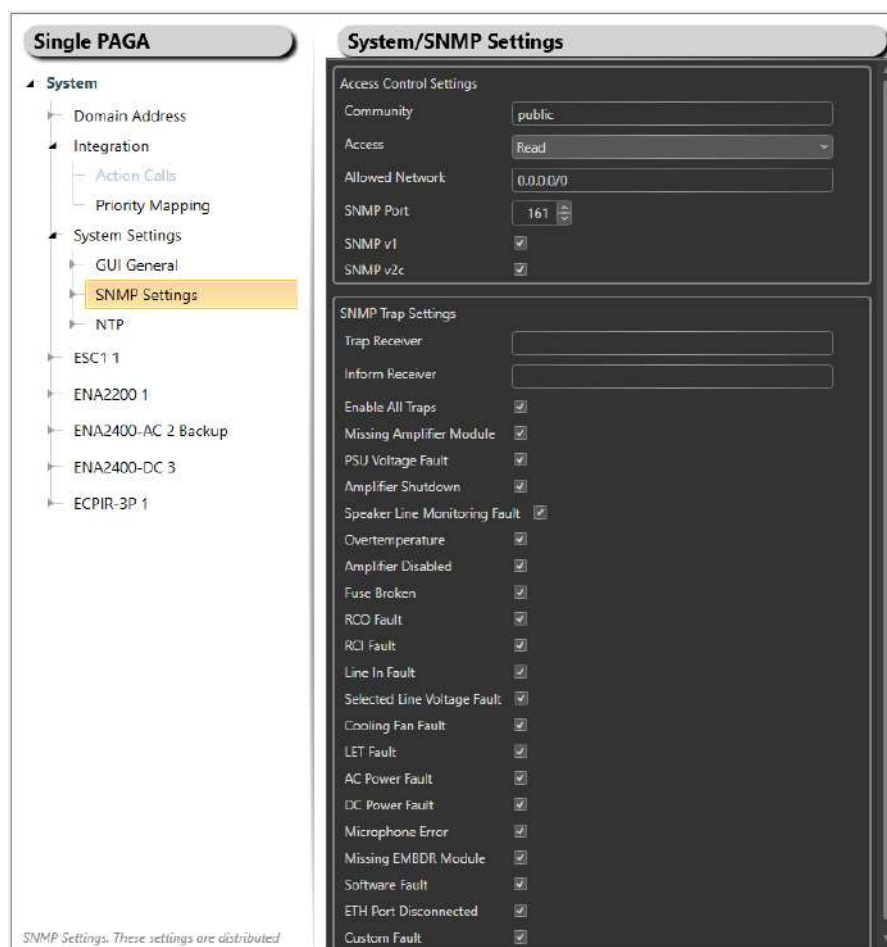 Single PAGA
System
Domain Address
Integration
Action Calls
Priority Mapping
System Settings
GUI General
SNMP Settings
NTP
ESC1 1
ENA2200 1
ENA2400-AC 2 Backup
ENA2400-DC 3
ECPIR-3P 1
SNMP Settings. These settings are distributed
System/SNMP Settings
Access Control Settings
Community public
Access Read
Allowed Network 0.0.0.0/0
SNMP Port 161
SNMP v1
SNMP v2c
SNMP Trap Settings
Trap Receiver
Inform Receiver
Enable All Traps
Missing Amplifier Module
PSU Voltage Fault
Amplifier Shutdown
Speaker Line Monitoring Fault
Overtemperature
Amplifier Disabled
Fuse Broken
RCO Fault
RCI Fault
Line In Fault
Selected Line Voltage Fault
Cooling Fan Fault
LET Fault
AC Power Fault
DC Power Fault
Microphone Error
Missing EMBDR Module
Software Fault
ETH Port Disconnected
Custom Fault